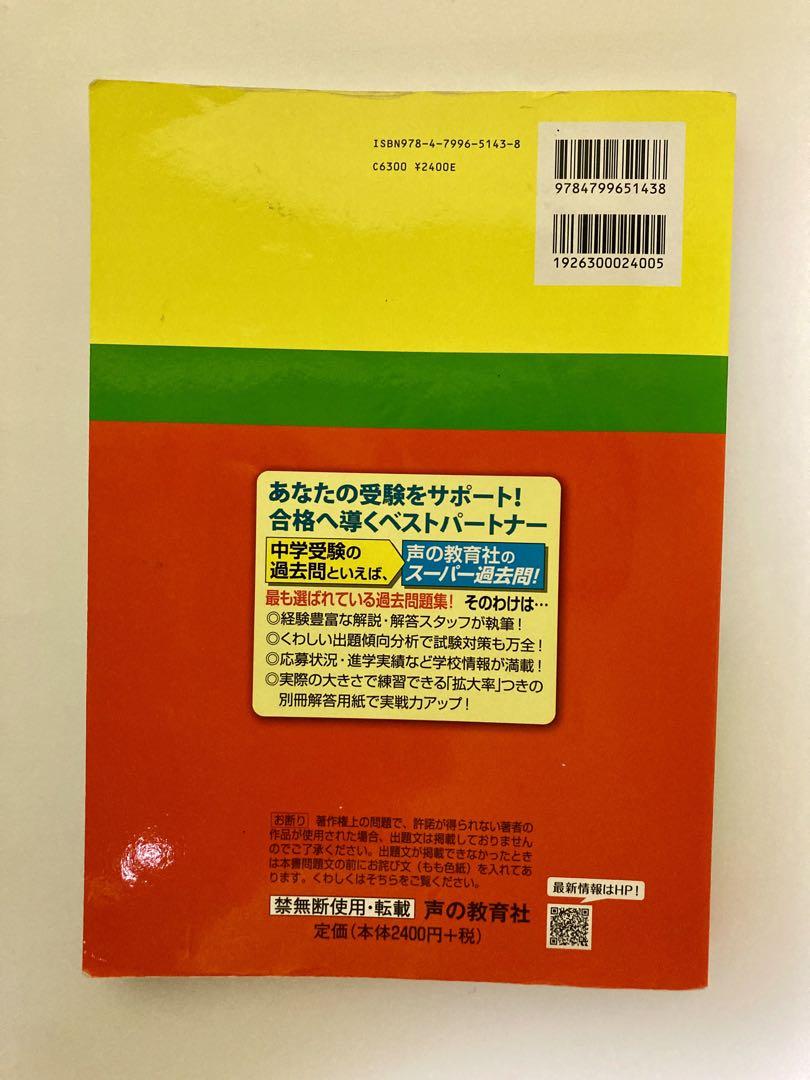 ISBN978-4-7996-5143-8
C6300 ¥2400E
9784799651438
1926300024005
あなたの受験をサポート!
合格へ導くベストパートナー
中学受験の
過去問といえば、
声の教育社の
スーパー過去問!
最も選ばれている過去問題集! そのわけは…
◎経験豊富な解説・解答スタッフが執筆!
◎くわしい出題傾向分析で試験対策も万全!
◎応募状況・進学実績など学校情報が満載!
◎実際の大きさで練習できる「拡大率」つきの
別冊解答用紙で実戦力アップ!
お断り 著作権上の問題で、許諾が得られない著者の
作品が使用された場合、出題文は掲載しておりません
のでご了承ください。出題文が掲載できなかったとき
は本書問題文の前にお詫び文(もも色紙)を入れてあ
ります。くわしくはそちらをご覧ください。
最新情報はHP!
禁無断使用・転載 声の教育社
定価(本体2400円+税)